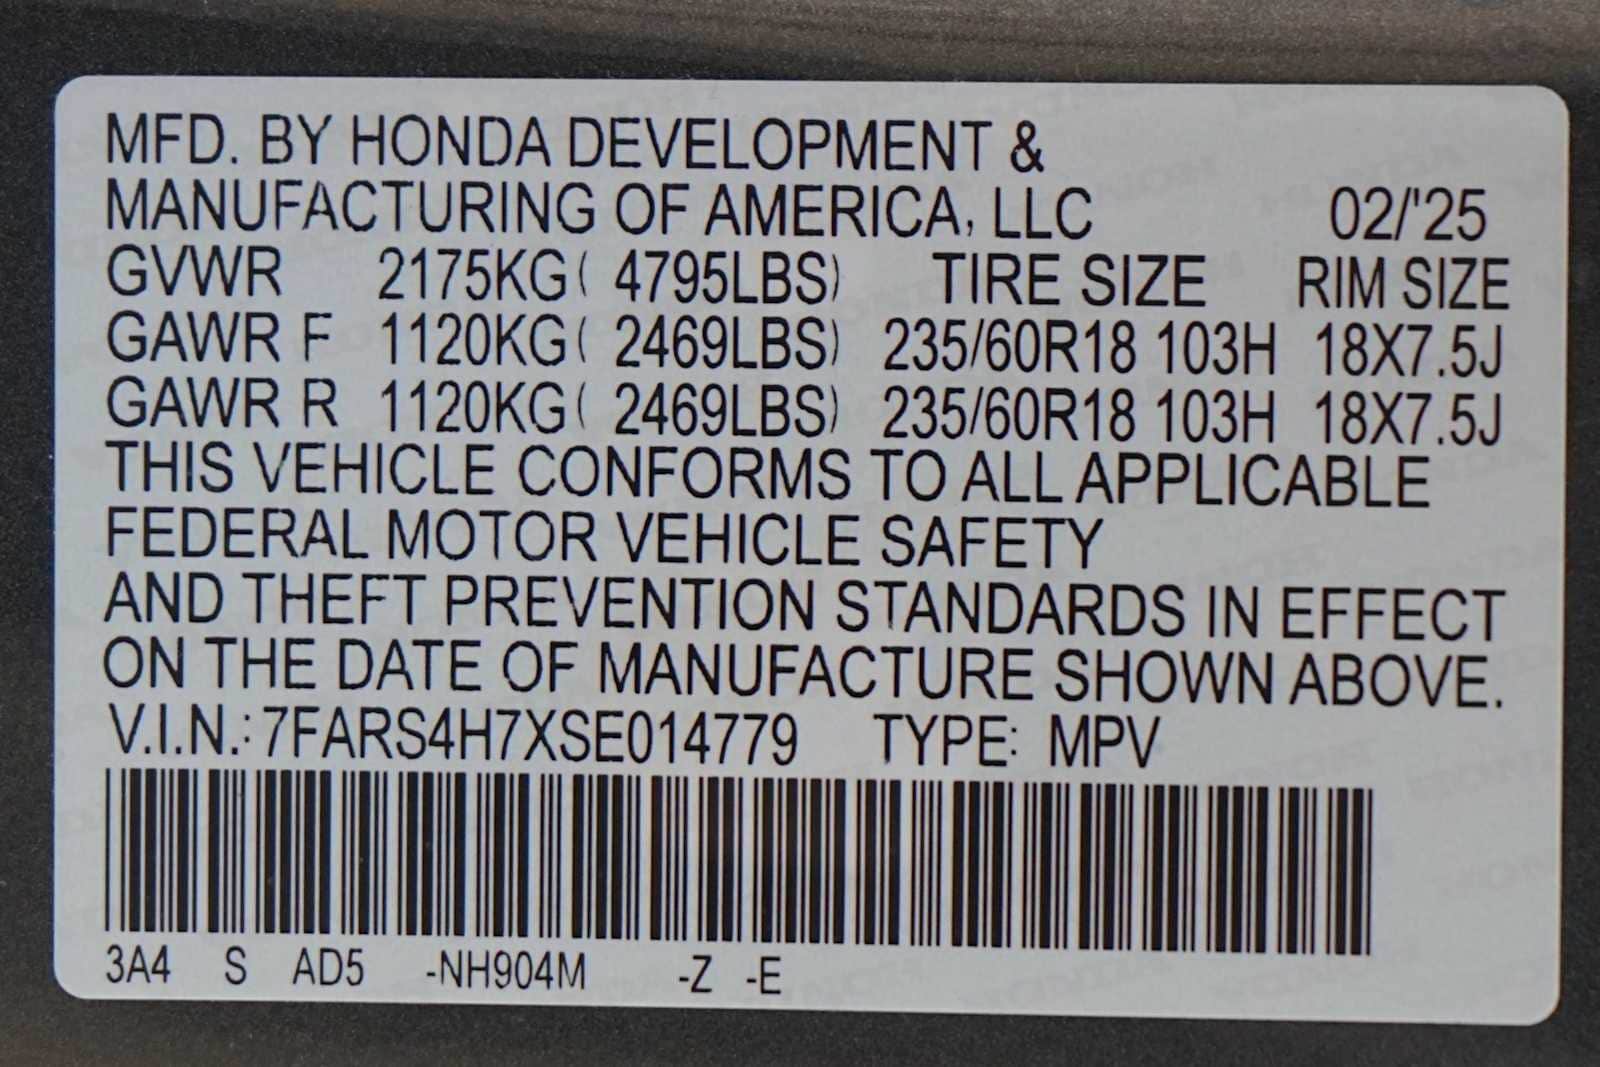 MFD. BY HONDA DEVELOPMENT &
MANUFACTURING OF AMERICA, LLC 02/'25
GVWR 2175KG( 4795LBS) TIRE SIZE RIM SIZE
GAWR F 1120KG( 2469LBS) 235/60R18 103H 18X7.5J
GAWR R 1120KG( 2469LBS) 235/60R18 103H 18X7.5J
THIS VEHICLE CONFORMS TO ALL APPLICABLE
FEDERAL MOTOR VEHICLE SAFETY
AND THEFT PREVENTION STANDARDS IN EFFECT
ON THE DATE OF MANUFACTURE SHOWN ABOVE.
V.I.N.: 7FARS4H7XSE014779 TYPE: MPV
3A4 S AD5 -NH904M -Z -E